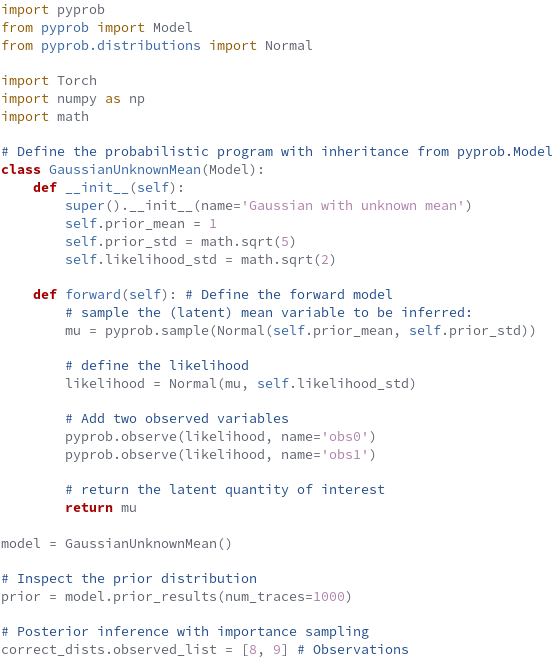 import pyprob
from pyprob import Model
from pyprob.distributions import Normal

import Torch
import numpy as np
import math

# Define the probabilistic program with inheritance from pyprob.Model
class GaussianUnknownMean(Model):
    def __init__(self):
        super().__init__(name='Gaussian with unknown mean')
        self.prior_mean = 1
        self.prior_std = math.sqrt(5)
        self.likelihood_std = math.sqrt(2)

    def forward(self): # Define the forward model
        # sample the (latent) mean variable to be inferred:
        mu = pyprob.sample(Normal(self.prior_mean, self.prior_std))

        # define the likelihood
        likelihood = Normal(mu, self.likelihood_std)

        # Add two observed variables
        pyprob.observe(likelihood, name='obs0')
        pyprob.observe(likelihood, name='obs1')

        # return the latent quantity of interest
        return mu

model = GaussianUnknownMean()

# Inspect the prior distribution
prior = model.prior_results(num_traces=1000)

# Posterior inference with importance sampling
correct_dists.observed_list = [8, 9] # Observations